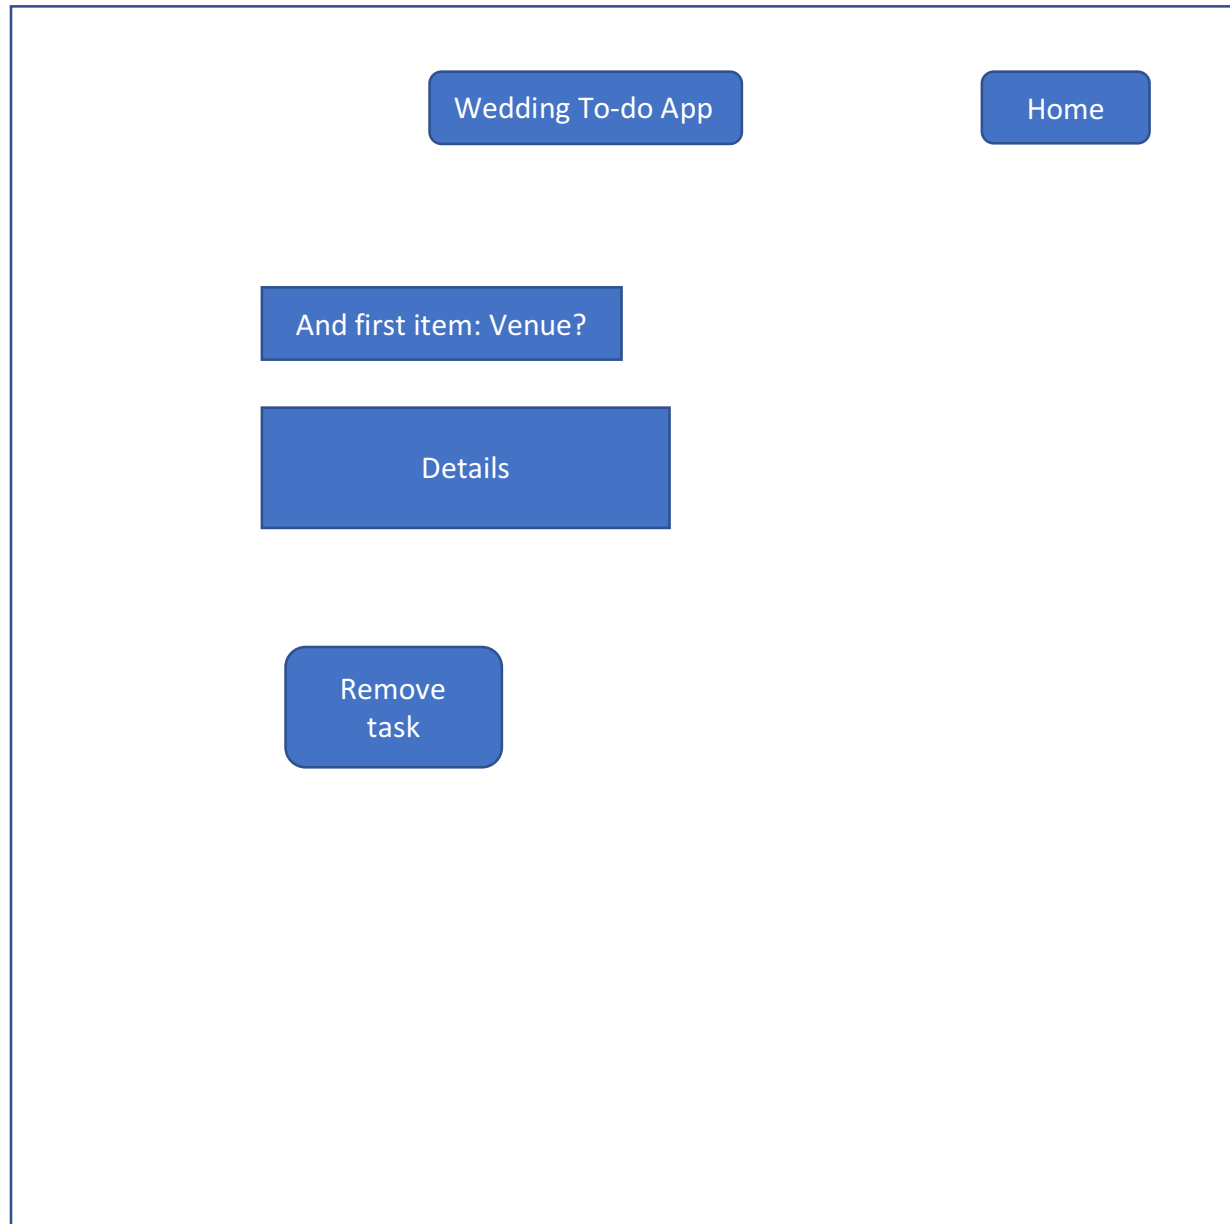 Wedding To-do App
Home
And first item: Venue?
Details
Remove
task